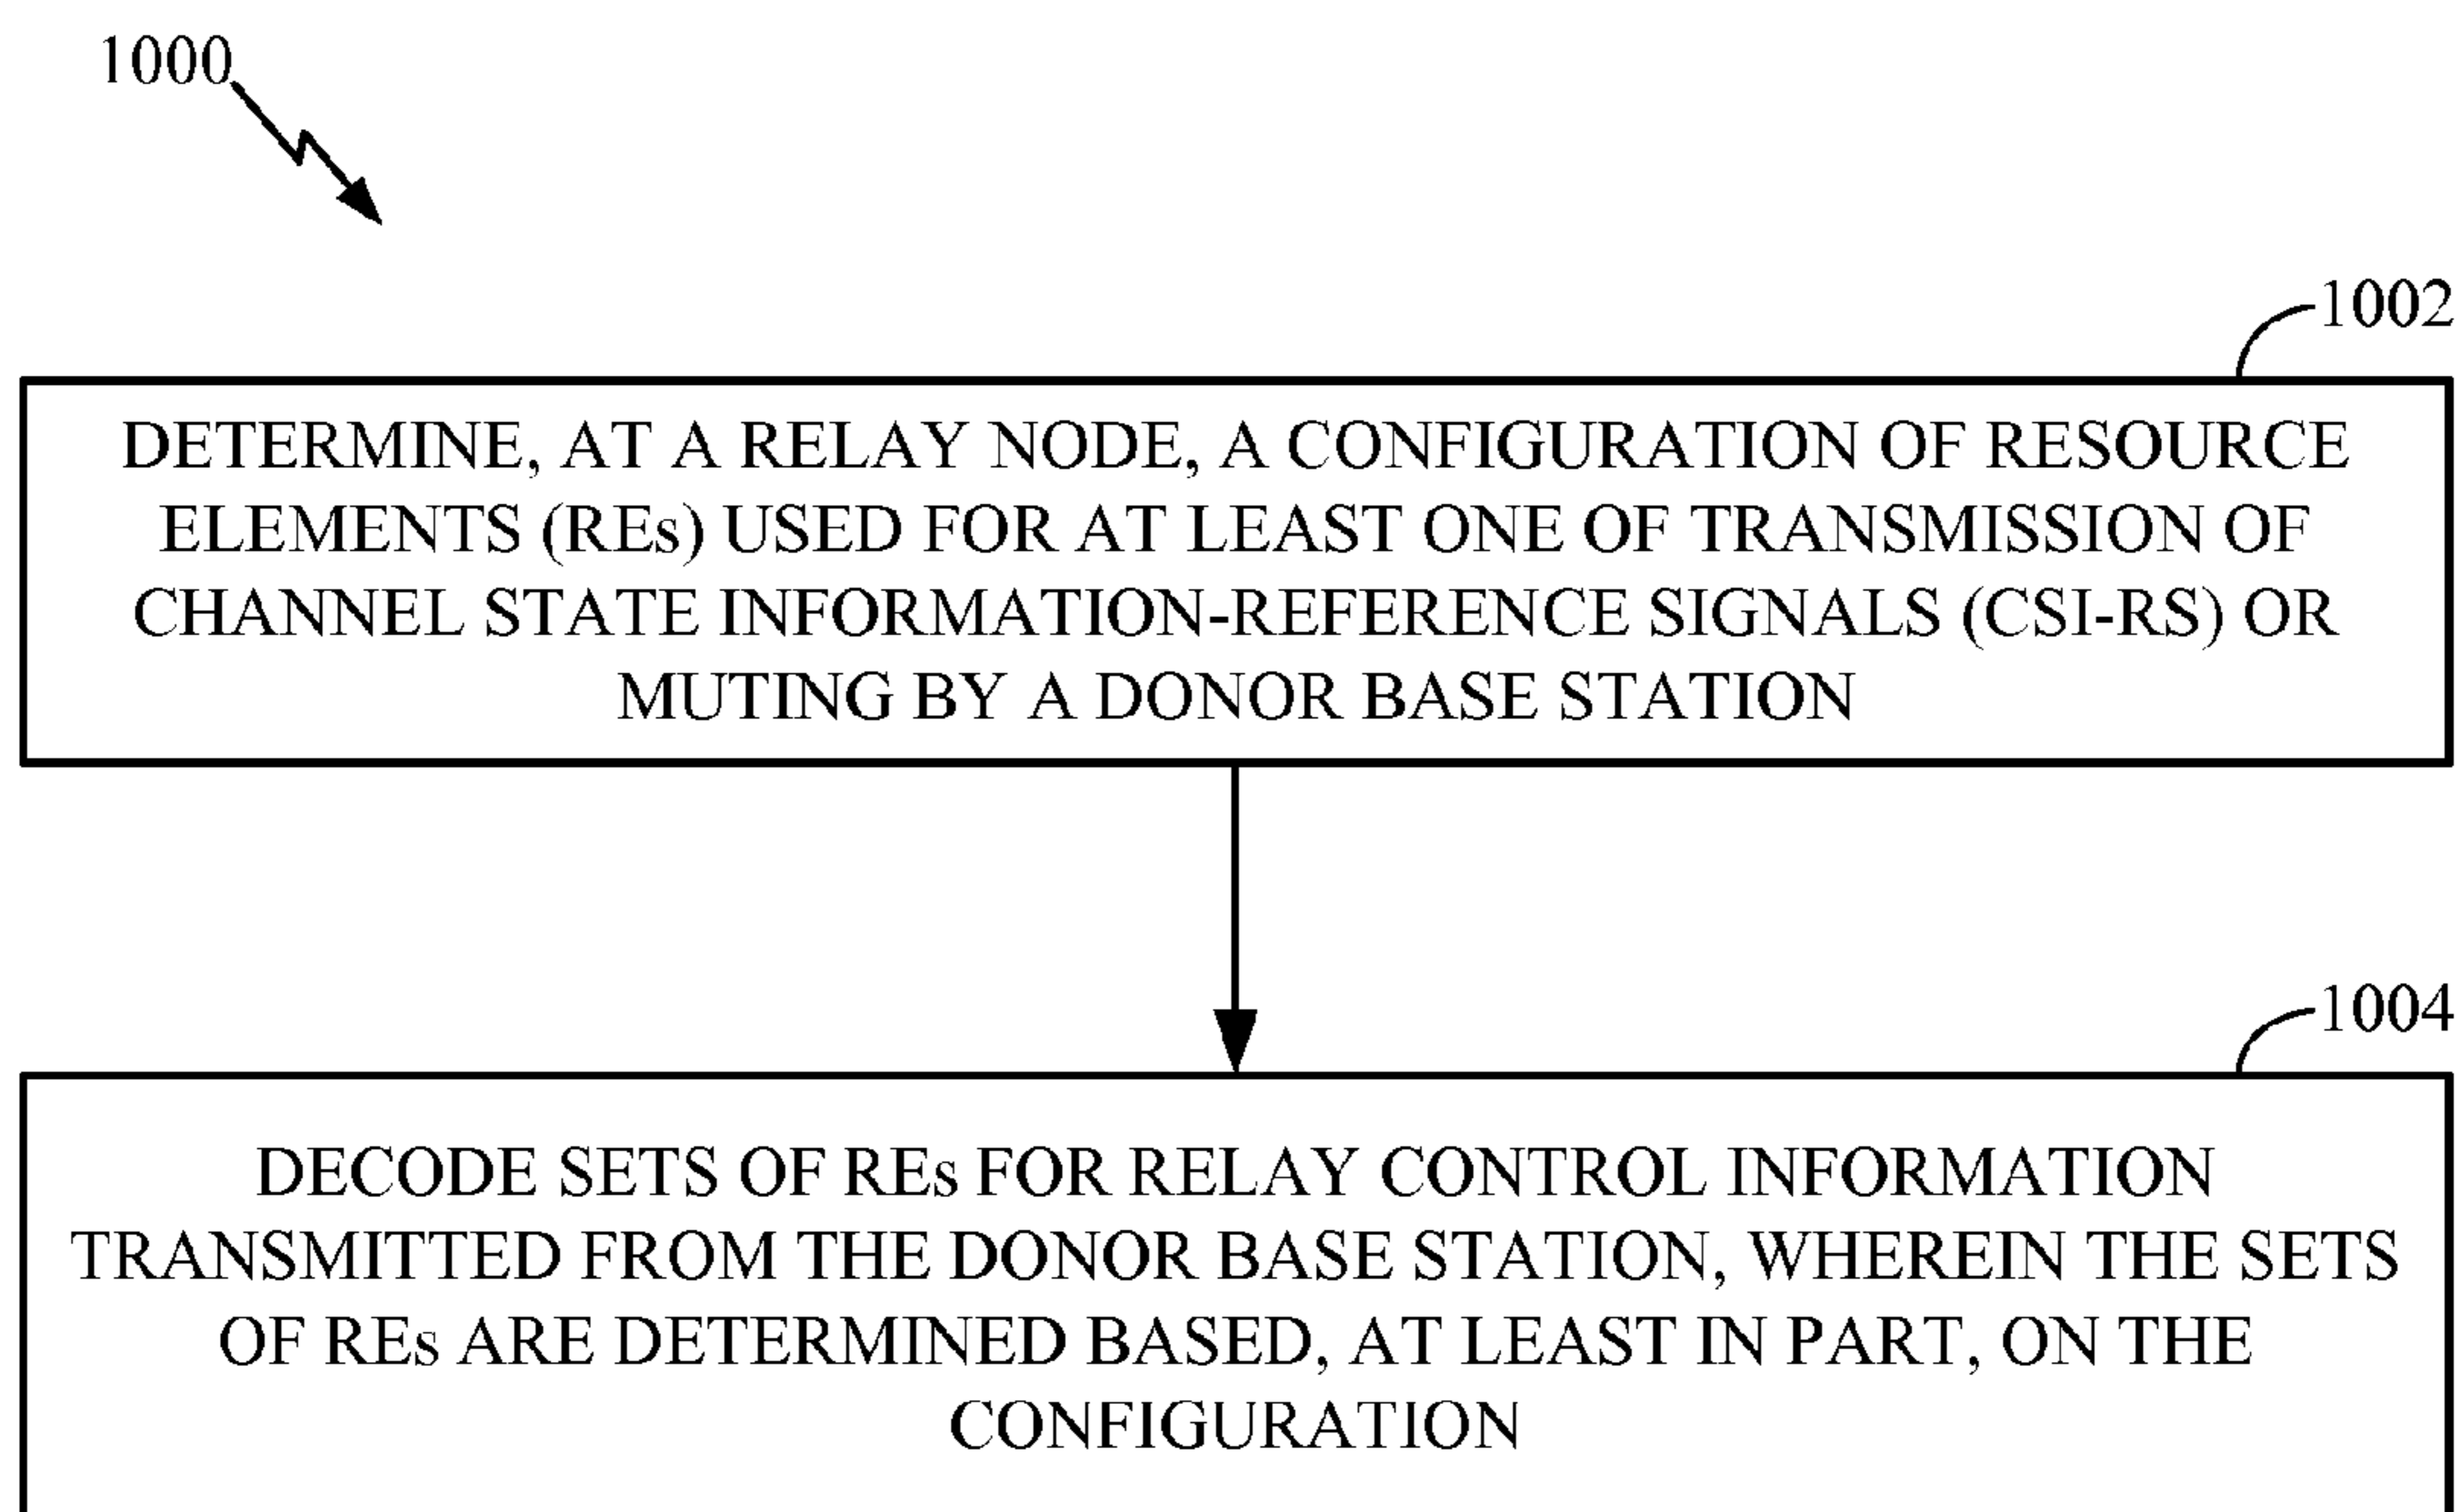 1000
1002
DETERMINE, AT A RELAY NODE, A CONFIGURATION OF RESOURCE
ELEMENTS (REs) USED FOR AT LEAST ONE OF TRANSMISSION OF
CHANNEL STATE INFORMATION-REFERENCE SIGNALS (CSI-RS) OR
MUTING BY A DONOR BASE STATION
1004
DECODE SETS OF REs FOR RELAY CONTROL INFORMATION
TRANSMITTED FROM THE DONOR BASE STATION, WHEREIN THE SETS
OF REs ARE DETERMINED BASED, AT LEAST IN PART, ON THE
CONFIGURATION